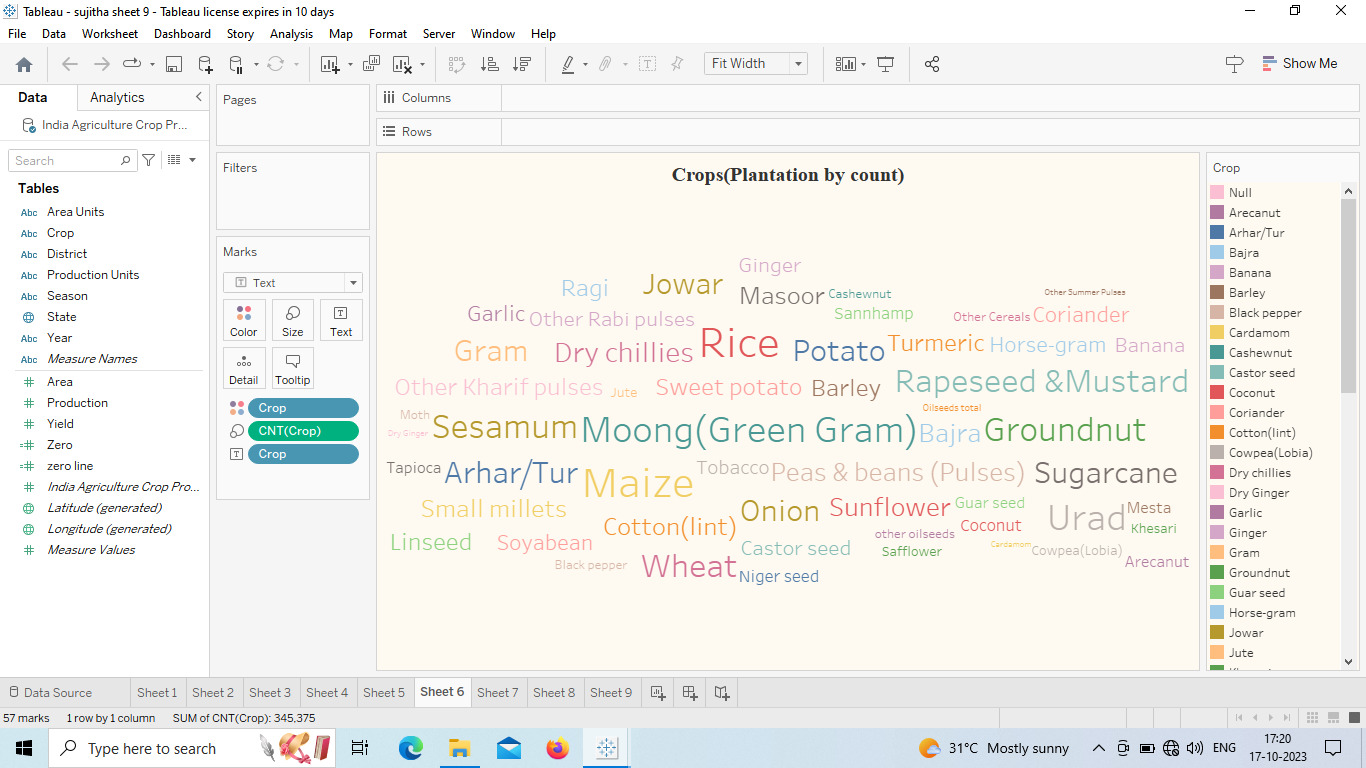 Tableau - sujitha sheet 9 - Tableau license expires in 10 days
File Data Worksheet Dashboard Story Analysis Map Format Server Window Help
Fit Width
Show Me
Data Analytics
India Agriculture Crop Pr...
Search
Tables
Abc Area Units
Abc Crop
Abc District
Abc Production Units
Abc Season
State
Abc Year
Abc Measure Names
Area
Production
Yield
Zero
zero line
India Agriculture Crop Pro...
Latitude (generated)
Longitude (generated)
Measure Values
Pages
Filters
Marks
Text
Color Size Text
Detail Tooltip
Crop
CNT(Crop)
Crop
Columns
Rows
Crops(Plantation by count)
Ginger
Ragi Jowar Masoor Cashewnut Other Summer Pulses
Garlic Other Rabi pulses Sannhamp Other Cereals Coriander
Gram Dry chillies Rice Potato Turmeric Horse-gram Banana
Other Kharif pulses Jute Sweet potato Barley Rapeseed &Mustard
Moth Oilseeds total
Dry Ginger Sesamum Moong(Green Gram) Bajra Groundnut
Tapioca Arhar/Tur Maize Tobacco Peas & beans (Pulses) Sugarcane
Small millets Cotton(lint) Onion Sunflower Guar seed Urad Mesta
Coconut Khesari
Linseed Soyabean Castor seed other oilseeds
Safflower Cardamom Cowpea(Lobia)
Black pepper Wheat Niger seed Arecanut
Crop
Null
Arecanut
Arhar/Tur
Bajra
Banana
Barley
Black pepper
Cardamom
Cashewnut
Castor seed
Coconut
Coriander
Cotton(lint)
Cowpea(Lobia)
Dry chillies
Dry Ginger
Garlic
Ginger
Gram
Groundnut
Guar seed
Horse-gram
Jowar
Jute
Data Source Sheet 1 Sheet 2 Sheet 3 Sheet 4 Sheet 5 Sheet 6 Sheet 7 Sheet 8 Sheet 9
57 marks 1 row by 1 column SUM of CNT(Crop): 345,375
Type here to search
31°C Mostly sunny
ENG
17:20
17-10-2023